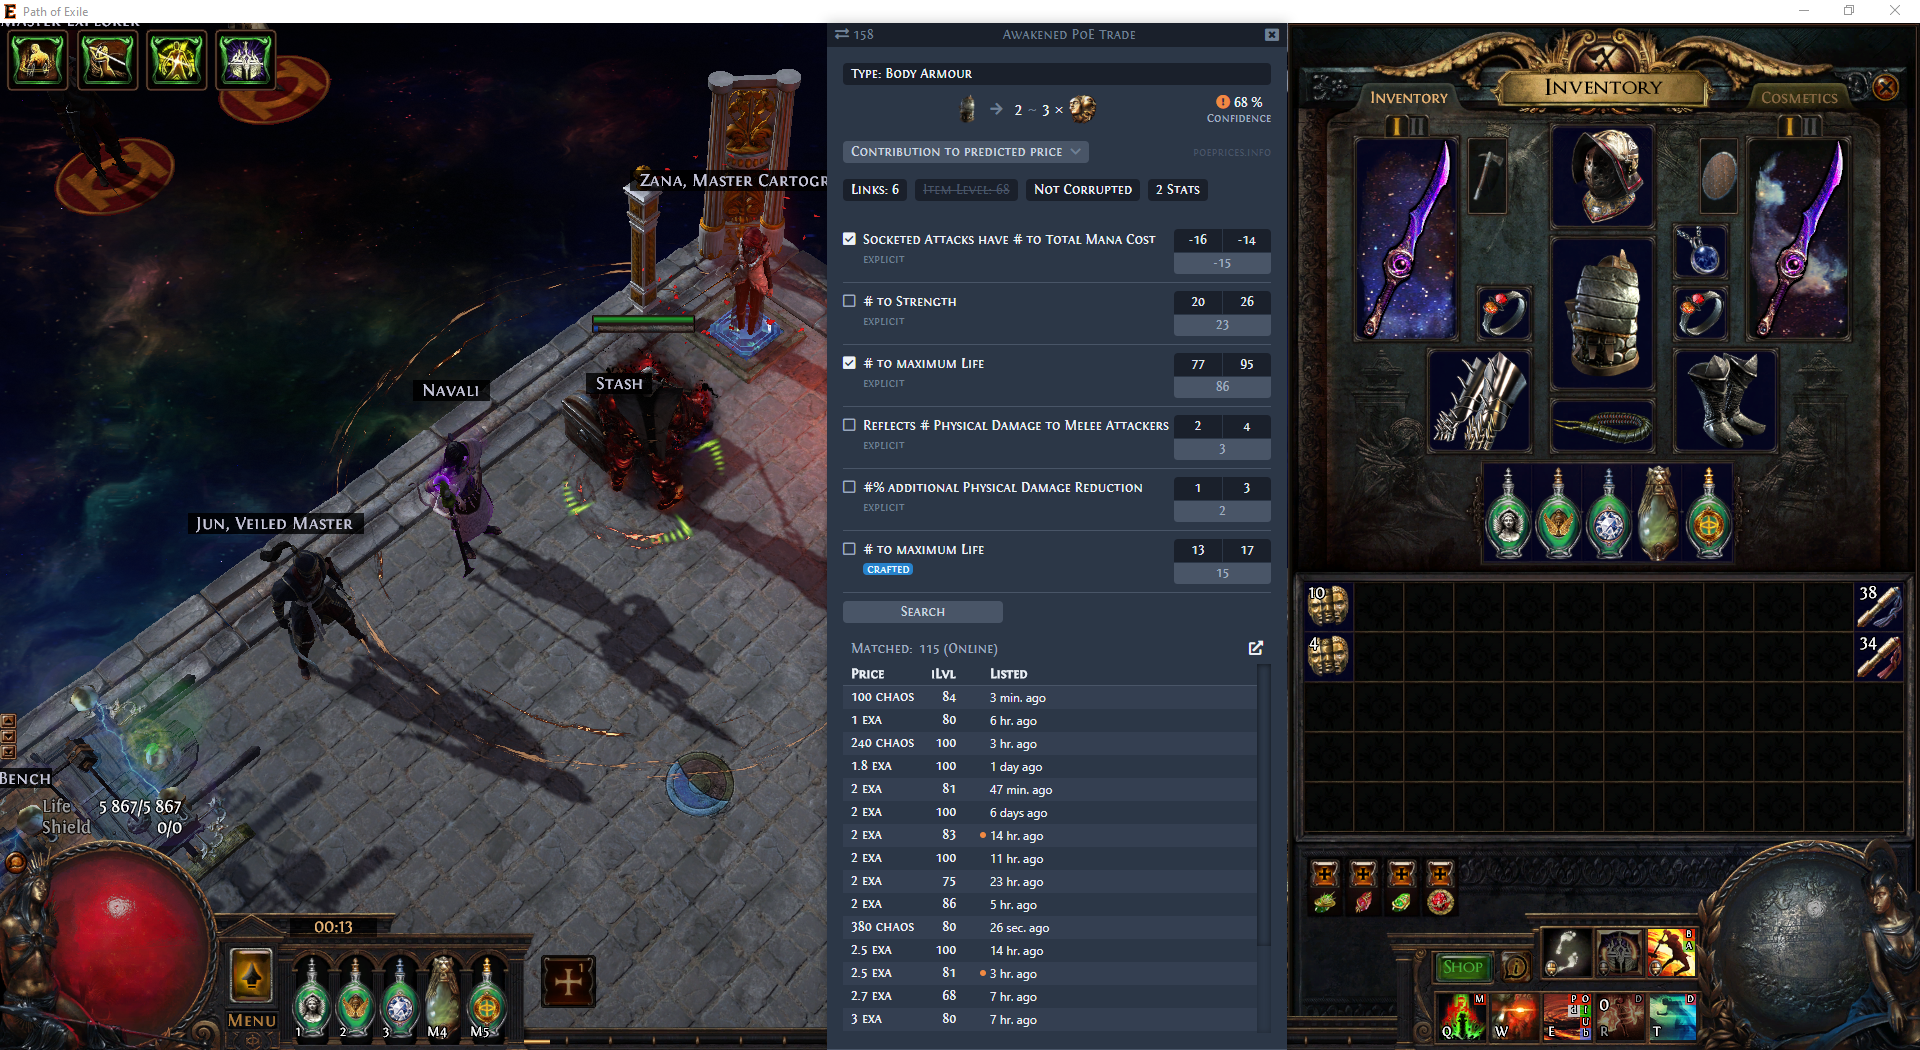 Path of Exile
MASTER EXPLORER
158
AWAKENED POE TRADE
TYPE: BODY ARMOUR
2 ~ 3 ×
68 %
CONFIDENCE
CONTRIBUTION TO PREDICTED PRICE
POEPRICES.INFO
LINKS: 6
ITEM LEVEL: 68
NOT CORRUPTED
2 STATS
SOCKETED ATTACKS HAVE # TO TOTAL MANA COST
-16 -14
EXPLICIT
-15
# TO STRENGTH
20 26
EXPLICIT
23
# TO MAXIMUM LIFE
77 95
EXPLICIT
86
REFLECTS # PHYSICAL DAMAGE TO MELEE ATTACKERS
2 4
EXPLICIT
3
#% ADDITIONAL PHYSICAL DAMAGE REDUCTION
1 3
EXPLICIT
2
# TO MAXIMUM LIFE
13 17
CRAFTED
15
SEARCH
MATCHED: 115 (ONLINE)
PRICE ILVL LISTED
100 CHAOS 84 3 min. ago
1 EXA 80 6 hr. ago
240 CHAOS 100 3 hr. ago
1.8 EXA 100 1 day ago
2 EXA 81 47 min. ago
2 EXA 100 6 days ago
2 EXA 83 14 hr. ago
2 EXA 100 11 hr. ago
2 EXA 75 23 hr. ago
2 EXA 86 5 hr. ago
380 CHAOS 80 26 sec. ago
2.5 EXA 100 14 hr. ago
2.5 EXA 81 3 hr. ago
2.7 EXA 68 7 hr. ago
3 EXA 80 7 hr. ago
ZANA, MASTER CARTOGR
STASH
NAVALI
JUN, VEILED MASTER
BENCH
Life 5 867/5 867
Shield 0/0
00:13
MENU
1 2 3 M4 M5
1
INVENTORY
INVENTORY
COSMETICS
I II
I II
10
38
4
34
SHOP
B
A
M
Q
W
P O
d f
U
E b
O D
R
D
T